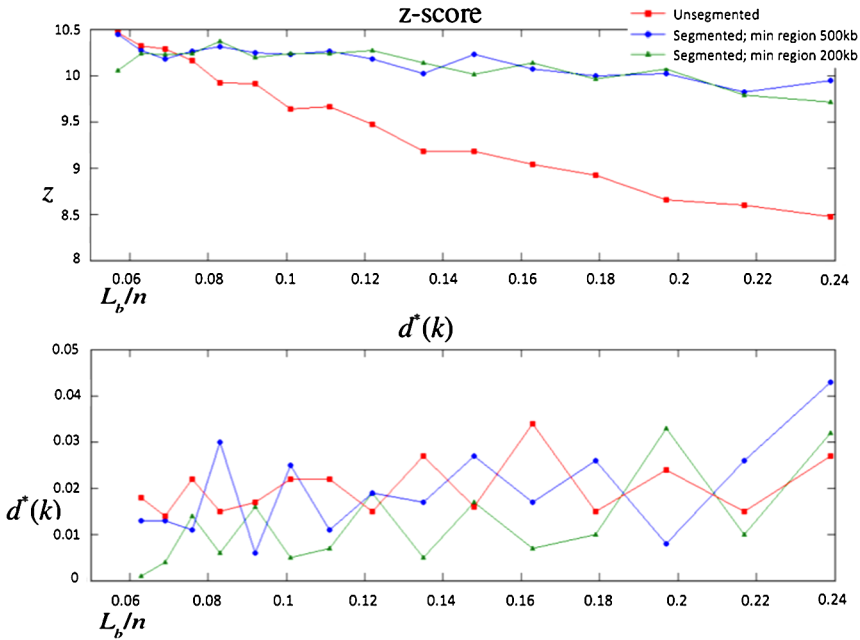 z-score
Unsegmented
Segmented; min region 500kb
Segmented; min region 200kb
10.5
10
9.5
9
8.5
8
z
0.06 0.08 0.1 0.12 0.14 0.16 0.18 0.2 0.22 0.24
L_b/n
d*(k)
0.05
0.04
0.03
0.02
0.01
0
d*(k)
0.06 0.08 0.1 0.12 0.14 0.16 0.18 0.2 0.22 0.24
L_b/n